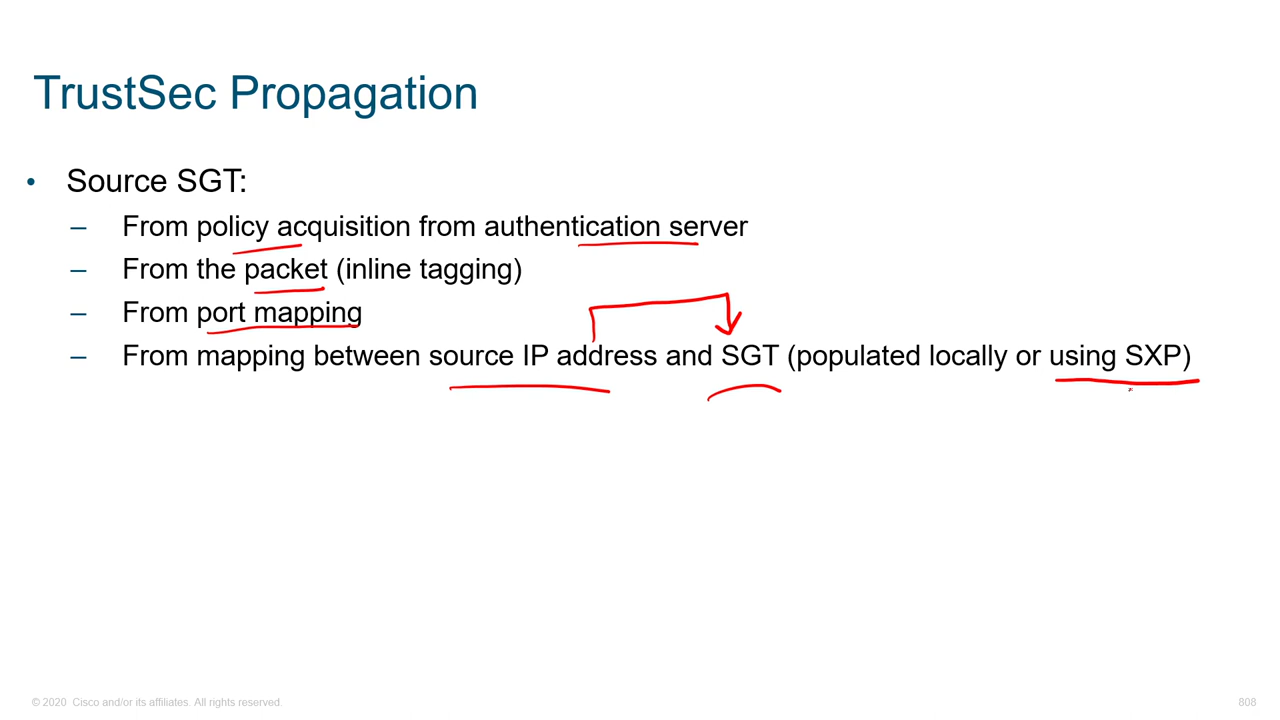 TrustSec Propagation
• Source SGT:
– From policy acquisition from authentication server
– From the packet (inline tagging)
– From port mapping
– From mapping between source IP address and SGT (populated locally or using SXP)
© 2020 Cisco and/or its affiliates. All rights reserved.
808